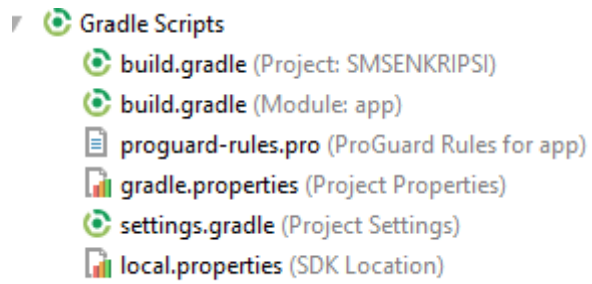 Gradle Scripts
build.gradle (Project: SMSENKRIPSI)
build.gradle (Module: app)
proguard-rules.pro (ProGuard Rules for app)
gradle.properties (Project Properties)
settings.gradle (Project Settings)
local.properties (SDK Location)